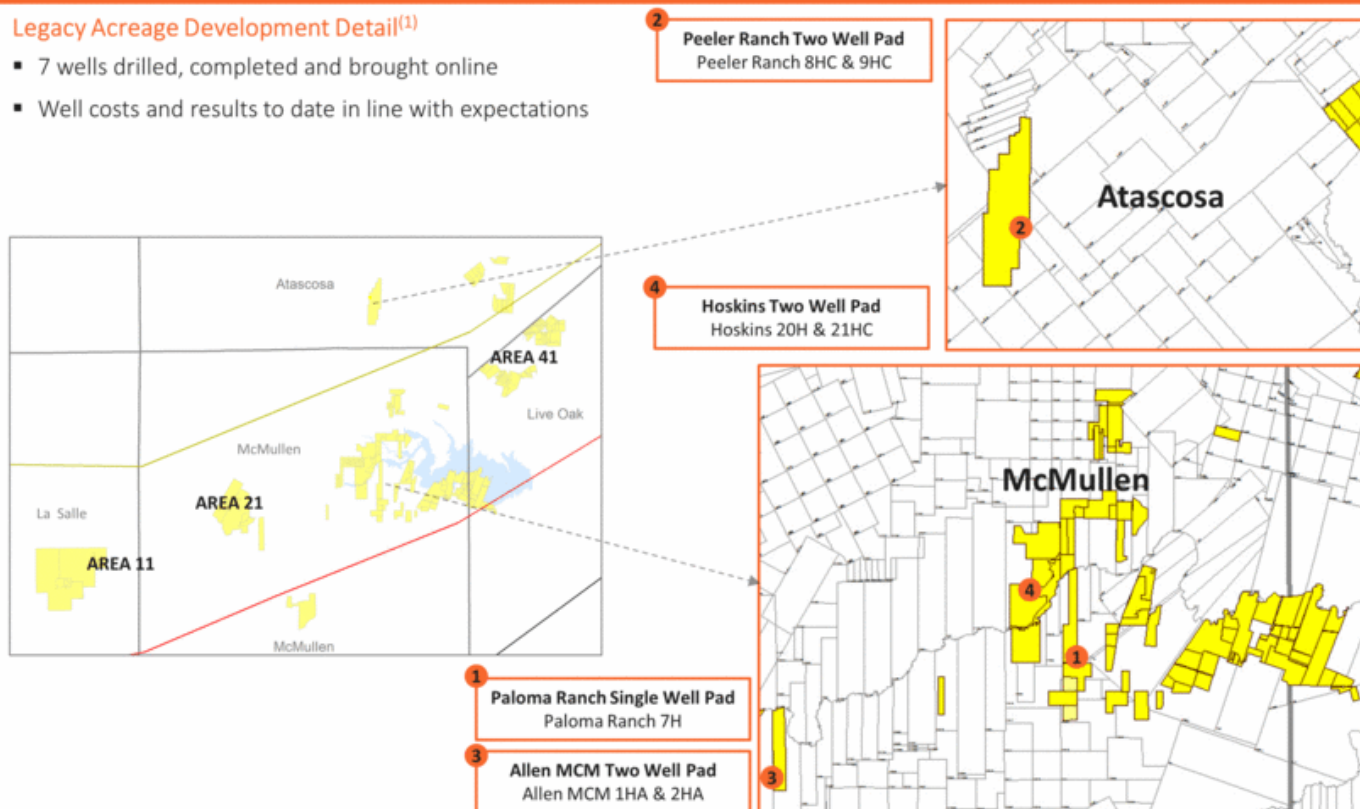 Legacy Acreage Development Detail(1)
▪ 7 wells drilled, completed and brought online
▪ Well costs and results to date in line with expectations
2
Peeler Ranch Two Well Pad
Peeler Ranch 8HC & 9HC
Atascosa
2
4
Hoskins Two Well Pad
Hoskins 20H & 21HC
Atascosa
AREA 41
Live Oak
McMullen
AREA 21
La Salle
AREA 11
McMullen
McMullen
4
1
3
1
Paloma Ranch Single Well Pad
Paloma Ranch 7H
3
Allen MCM Two Well Pad
Allen MCM 1HA & 2HA